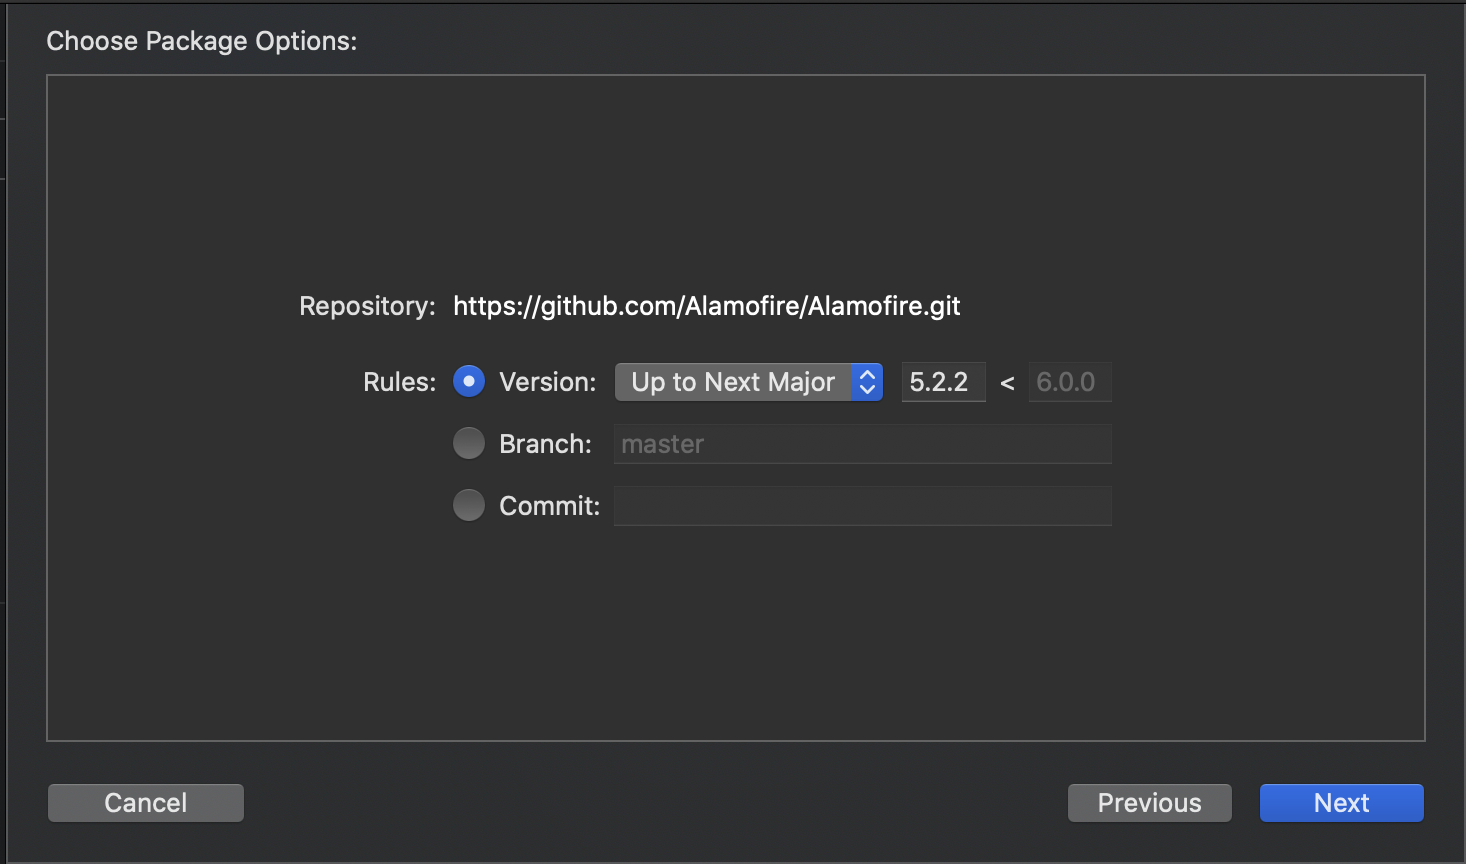 Choose Package Options:
Repository: https://github.com/Alamofire/Alamofire.git
Rules: Version: Up to Next Major 5.2.2 < 6.0.0
Branch: master
Commit:
Cancel Previous Next